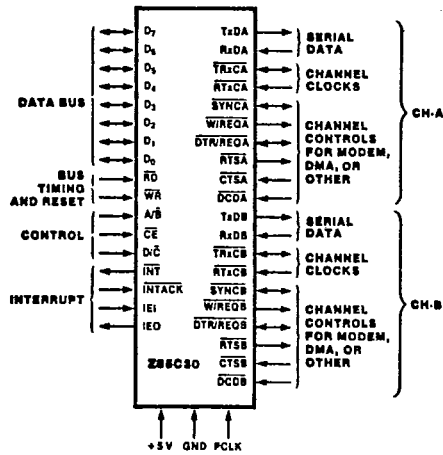 D7
D6
D5
D4
D3
D2
D1
D0
RD
WR
A/B
CE
D/C
INT
INTACK
IEI
IEO
DATA BUS
BUS
TIMING
AND RESET
CONTROL
INTERRUPT
TxDA
RxDA
TRxCA
RTxCA
SYNCA
W/REQA
DTR/REQA
RTSA
CTSA
DCDA
TxDB
RxDB
TRxCB
RTxCB
SYNCB
W/REQB
DTR/REQB
RTSB
CTSB
DCDB
SERIAL
DATA
CHANNEL
CLOCKS
CHANNEL
CONTROLS
FOR MODEM,
DMA, OR
OTHER
CH-A
SERIAL
DATA
CHANNEL
CLOCKS
CHANNEL
CONTROLS
FOR MODEM,
DMA, OR
OTHER
CH-B
Z85C30
+5V GND PCLK